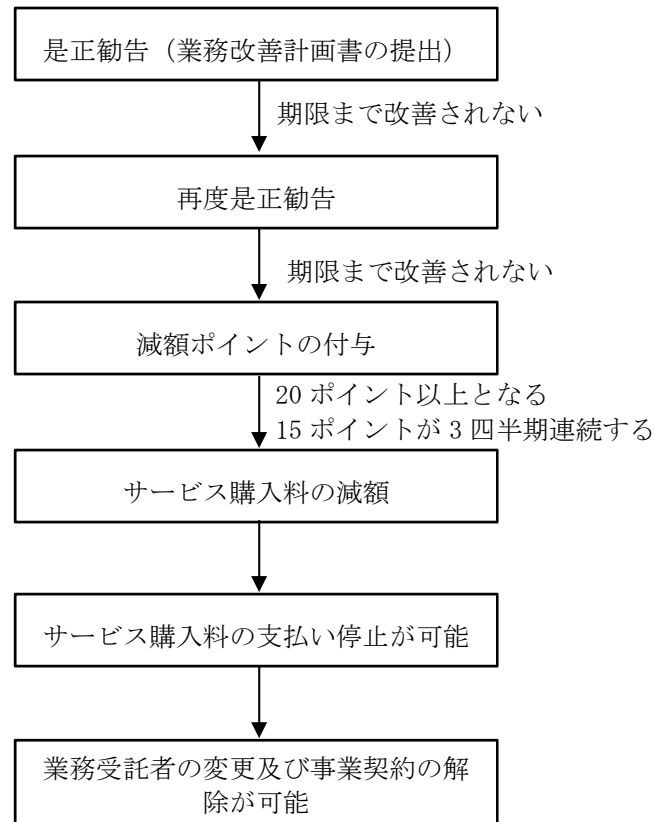 是正勧告（業務改善計画書の提出）
期限まで改善されない
再度是正勧告
期限まで改善されない
減額ポイントの付与
20 ポイント以上となる
15 ポイントが 3 四半期連続する
サービス購入料の減額
サービス購入料の支払い停止が可能
業務受託者の変更及び事業契約の解
除が可能